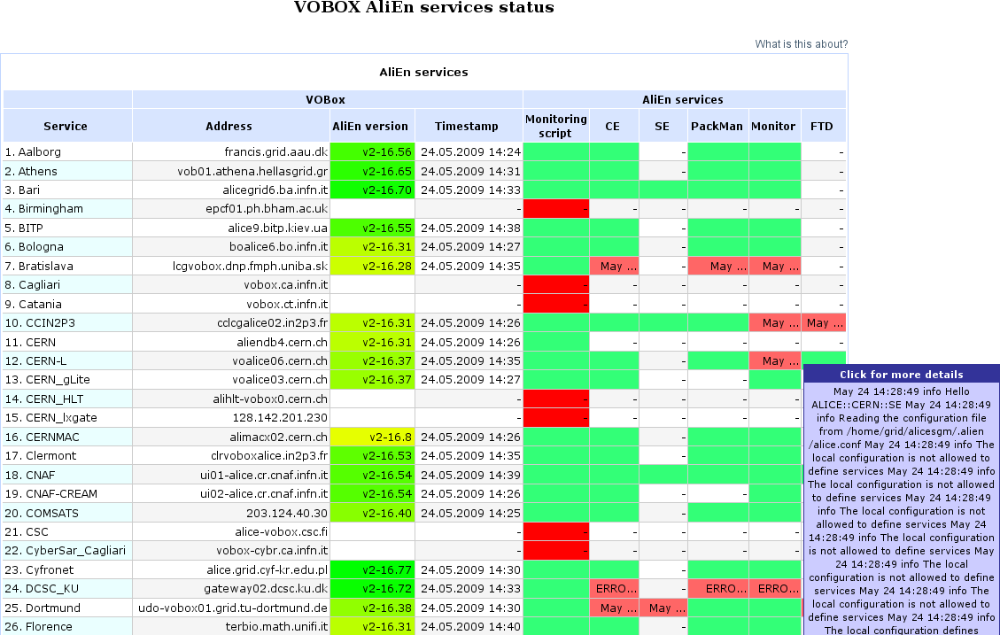 VOBOX AliEn services status
What is this about?
AliEn services
VOBox AliEn services
Service Address AliEn version Timestamp Monitoring script CE SE PackMan Monitor FTD
1. Aalborg francis.grid.aau.dk v2-16.56 24.05.2009 14:24 - -
2. Athens vob01.athena.hellasgrid.gr v2-16.65 24.05.2009 14:31 - -
3. Bari alicegrid6.ba.infn.it v2-16.70 24.05.2009 14:33 -
4. Birmingham epcf01.ph.bham.ac.uk - - - - - - -
5. BITP alice9.bitp.kiev.ua v2-16.55 24.05.2009 14:38 - -
6. Bologna boalice6.bo.infn.it v2-16.31 24.05.2009 14:27 - -
7. Bratislava lcgvobox.dnp.fmph.uniba.sk v2-16.28 24.05.2009 14:35 May ... - May ... May ... -
8. Cagliari vobox.ca.infn.it - - - - - - -
9. Catania vobox.ct.infn.it - - - - - - -
10. CCIN2P3 cclcgalice02.in2p3.fr v2-16.31 24.05.2009 14:26 May ... May ...
11. CERN aliendb4.cern.ch v2-16.31 24.05.2009 14:26 - - - - -
12. CERN-L voalice06.cern.ch v2-16.37 24.05.2009 14:35 - May ...
13. CERN_gLite voalice03.cern.ch v2-16.37 24.05.2009 14:27 - -
14. CERN_HLT alihlt-vobox0.cern.ch - - - - - -
15. CERN_lxgate 128.142.201.230 - - - - - -
16. CERNMAC alimacx02.cern.ch v2-16.8 24.05.2009 14:26 -
17. Clermont clrvoboxalice.in2p3.fr v2-16.53 24.05.2009 14:35 -
18. CNAF ui01-alice.cr.cnaf.infn.it v2-16.54 24.05.2009 14:39
19. CNAF-CREAM ui02-alice.cr.cnaf.infn.it v2-16.54 24.05.2009 14:26 - -
20. COMSATS 203.124.40.30 v2-16.40 24.05.2009 14:25 -
21. CSC alice-vobox.csc.fi - - - - - -
22. CyberSar_Cagliari vobox-cybr.ca.infn.it - - - - - -
23. Cyfronet alice.grid.cyf-kr.edu.pl v2-16.77 24.05.2009 14:30 -
24. DCSC_KU gateway02.dcsc.ku.dk v2-16.72 24.05.2009 14:33 ERRO... - ERRO... ERRO...
25. Dortmund udo-vobox01.grid.tu-dortmund.de v2-16.38 24.05.2009 14:30 May ... May ...
26. Florence terbio.math.unifi.it v2-16.31 24.05.2009 14:40 -
Click for more details
May 24 14:28:49 info Hello
ALICE::CERN::SE May 24 14:28:49
info Reading the configuration file
from /home/grid/alicesgm/.alien
/alice.conf May 24 14:28:49 info The
local configuration is not allowed to
define services May 24 14:28:49 info
The local configuration is not allowed
to define services May 24 14:28:49
info The local configuration is not
allowed to define services May 24
14:28:49 info The local configuration
is not allowed to define services May
24 14:28:49 info The local
configuration is not allowed to define
services May 24 14:28:49 info The
local configuration is not allowed to
define services May 24 14:28:49 info
The local configuration defines